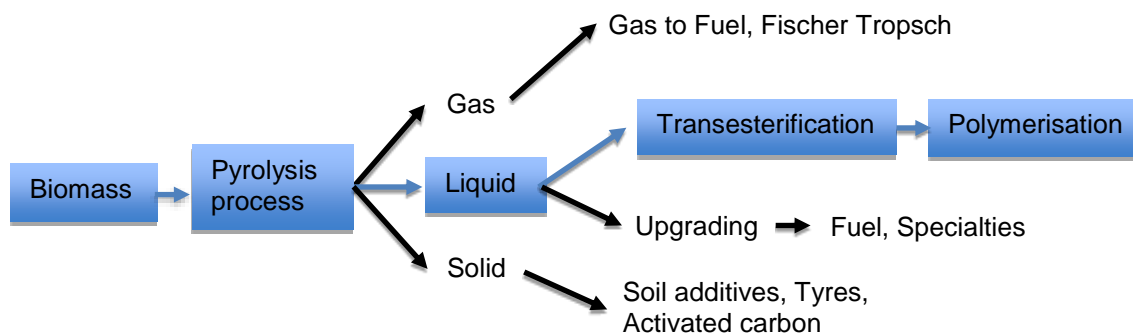 Gas to Fuel, Fischer Tropsch
Gas
Transesterification
Polymerisation
Biomass
Pyrolysis
process
Liquid
Upgrading
Fuel, Specialties
Solid
Soil additives, Tyres,
Activated carbon